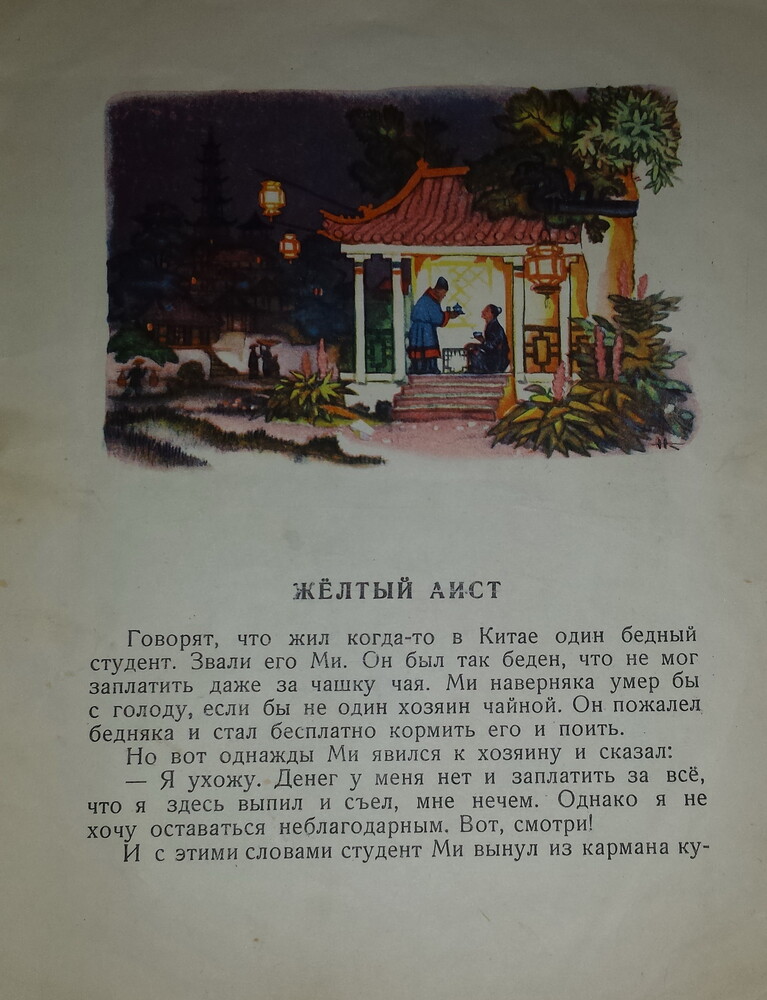 ЖЁЛТЫЙ АИСТ
Говорят, что жил когда-то в Китае один бедный
студент. Звали его Ми. Он был так беден, что не мог
заплатить даже за чашку чая. Ми наверняка умер бы
с голоду, если бы не один хозяин чайной. Он пожалел
бедняка и стал бесплатно кормить его и поить.
Но вот однажды Ми явился к хозяину и сказал:
— Я ухожу. Денег у меня нет и заплатить за всё,
что я здесь выпил и съел, мне нечем. Однако я не
хочу оставаться неблагодарным. Вот, смотри!
И с этими словами студент Ми вынул из кармана ку-